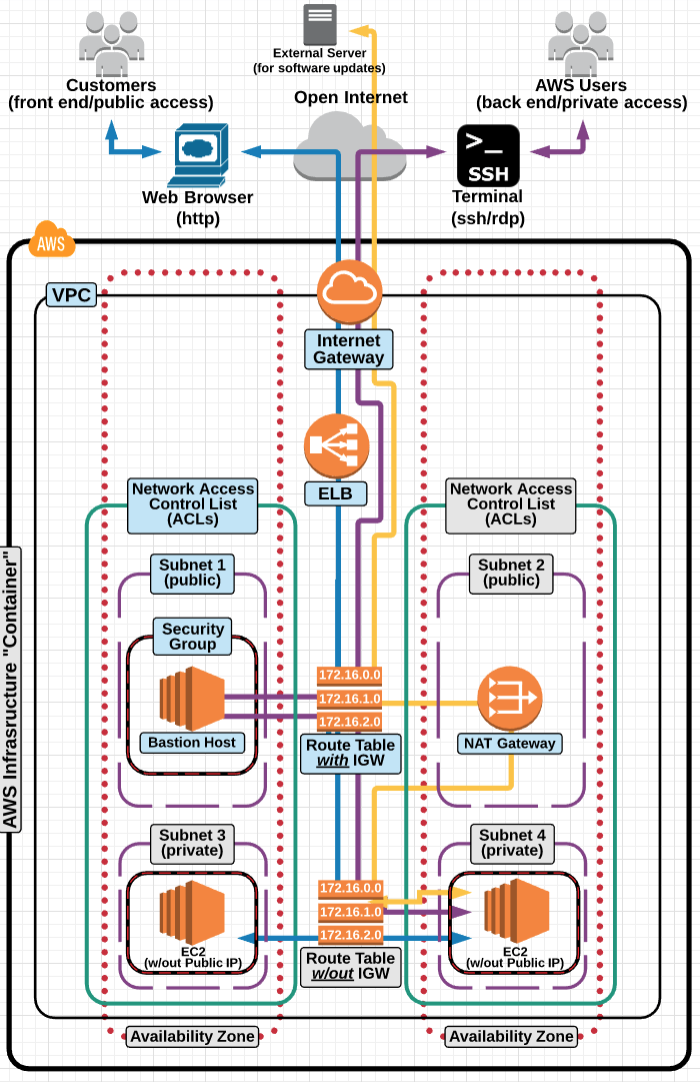 External Server
(for software updates)
Customers
(front end/public access)
AWS Users
(back end/private access)
Open Internet
>_
SSH
Web Browser
(http)
Terminal
(ssh/rdp)
AWS
VPC
Internet
Gateway
ELB
Network Access
Control List
(ACLs)
Network Access
Control List
(ACLs)
Subnet 1
(public)
Subnet 2
(public)
Security
Group
172.16.0.0
172.16.1.0
172.16.2.0
Bastion Host
Route Table
with IGW
NAT Gateway
AWS Infrasructure "Container"
Subnet 3
(private)
Subnet 4
(private)
172.16.0.0
172.16.1.0
172.16.2.0
EC2
(w/out Public IP)
Route Table
w/out IGW
EC2
(w/out Public IP)
Availability Zone
Availability Zone